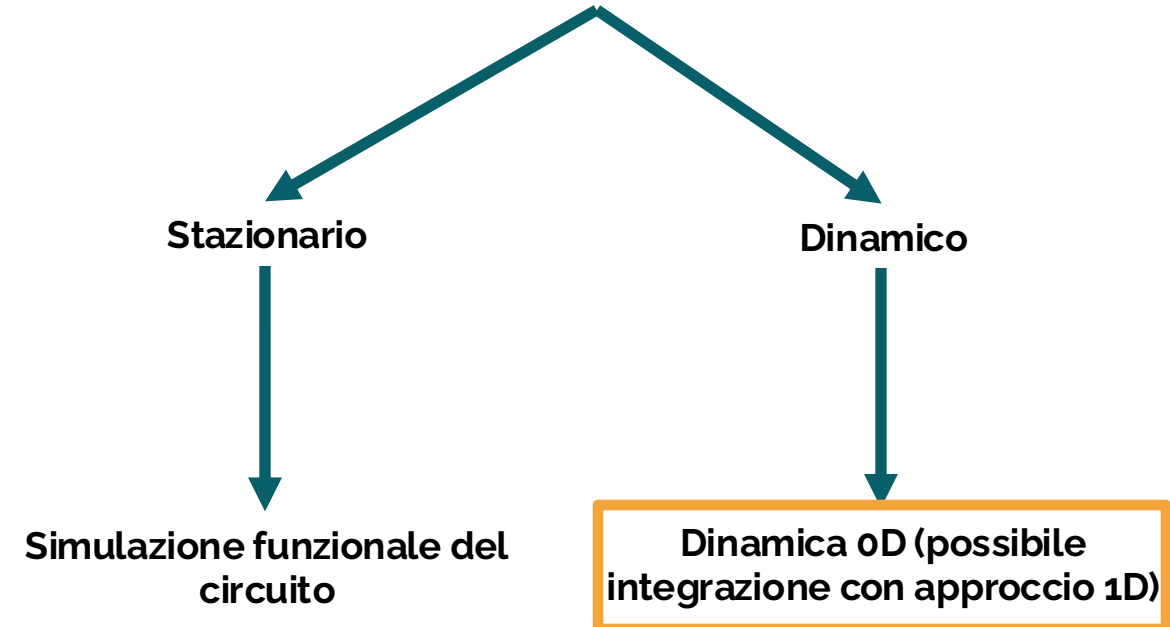 Stazionario
Dinamico
Simulazione funzionale del
circuito
Dinamica 0D (possibile
integrazione con approccio 1D)